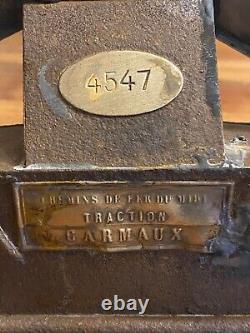 4547
CHEMINS DE FER DU MIDI
TRACTION
CARMAUX